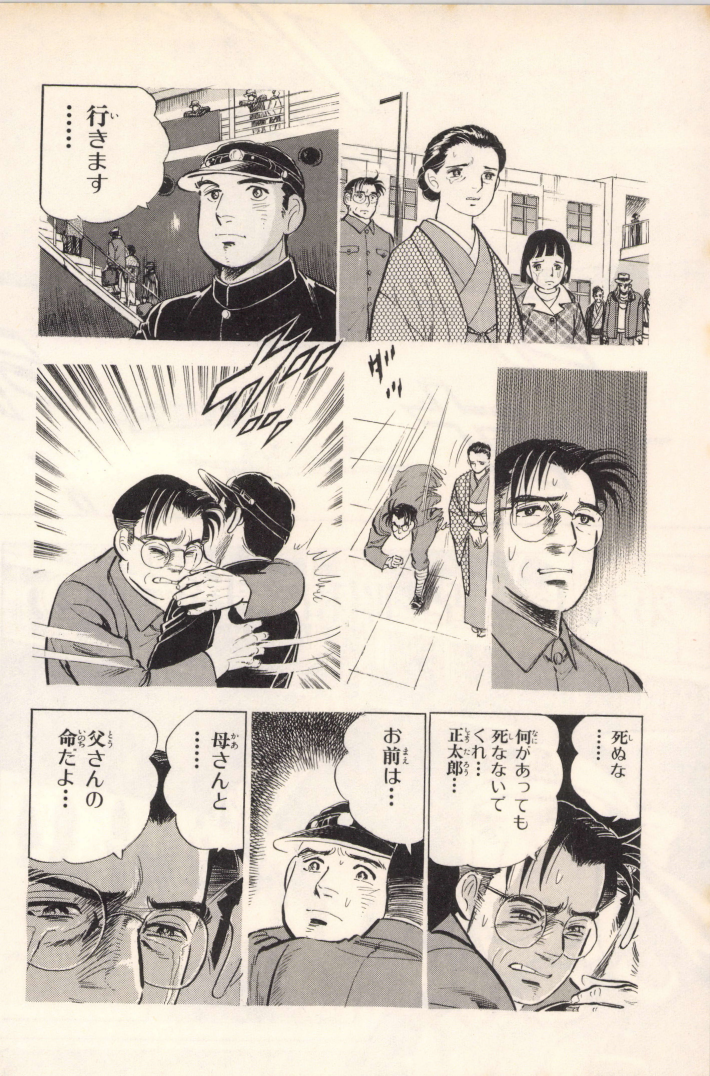 行きます
……
ダッ
ガバッ
死ぬな
……
何があっても
死なないで
くれ…
正太郎…
お前は…
母さんと
……
父さんの
命だよ…